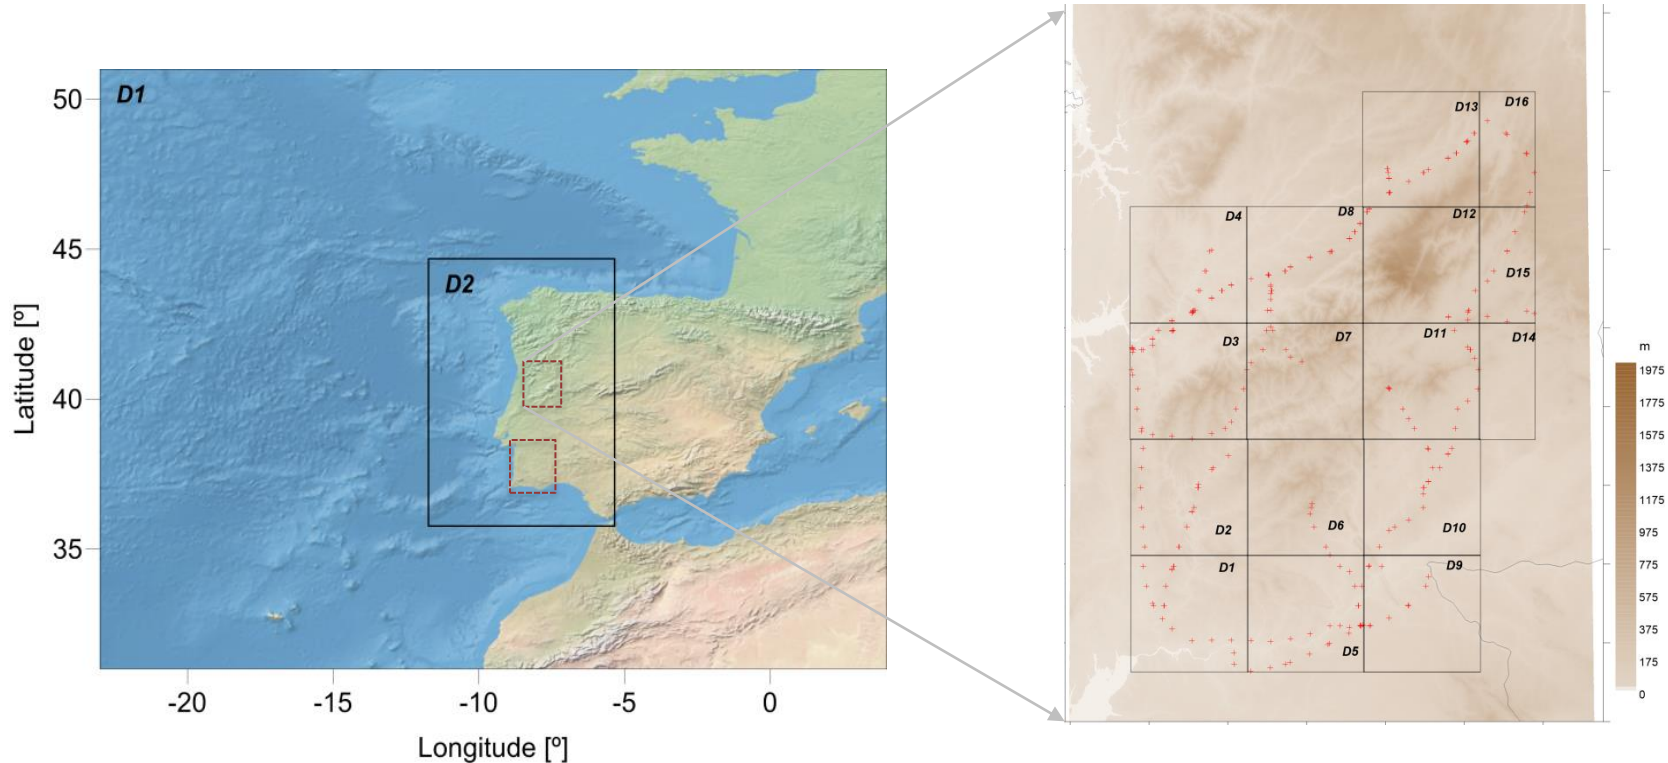 D1
50
45
40
35
D2
-20
-15
-10
-5
0
Latitude [º]
Longitude [º]
D13
D16
D4
D8
D12
D15
D3
D7
D11
D14
D2
D6
D10
D1
D9
D5
m
1975
1775
1575
1375
1175
975
775
575
375
175
0